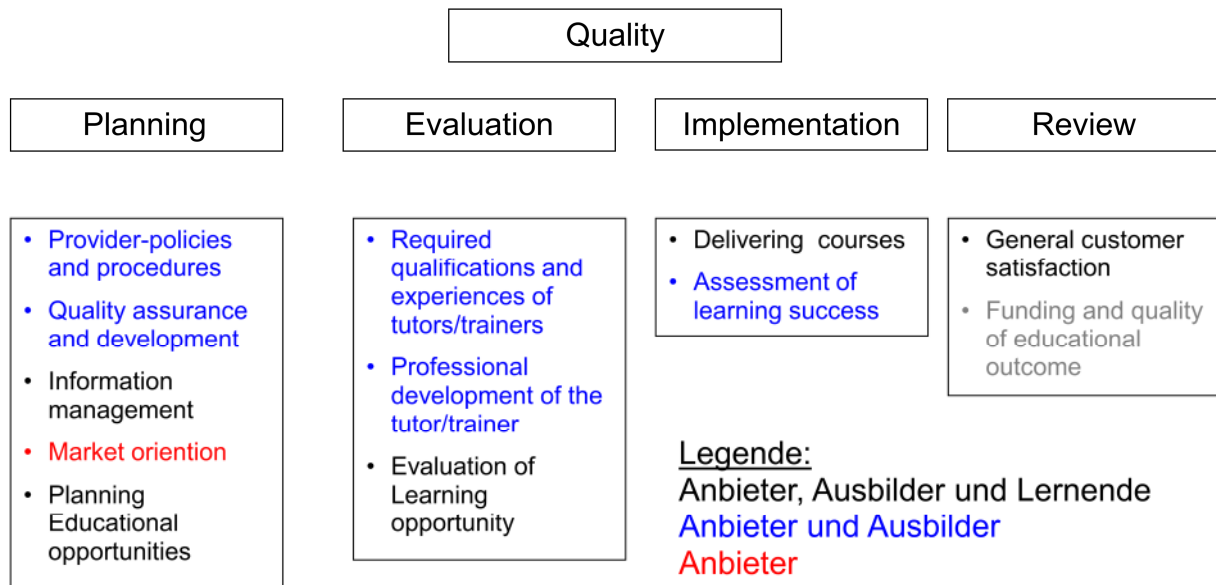 Quality
Planning
Evaluation
Implementation
Review
• Provider-policies
and procedures
• Quality assurance
and development
• Information
management
• Market oriention
• Planning
Educational
opportunities
• Required
qualifications and
experiences of
tutors/trainers
• Professional
development of the
tutor/trainer
• Evaluation of
Learning
opportunity
• Delivering courses
• Assessment of
learning success
• General customer
satisfaction
• Funding and quality
of educational
outcome
Legende:
Anbieter, Ausbilder und Lernende
Anbieter und Ausbilder
Anbieter